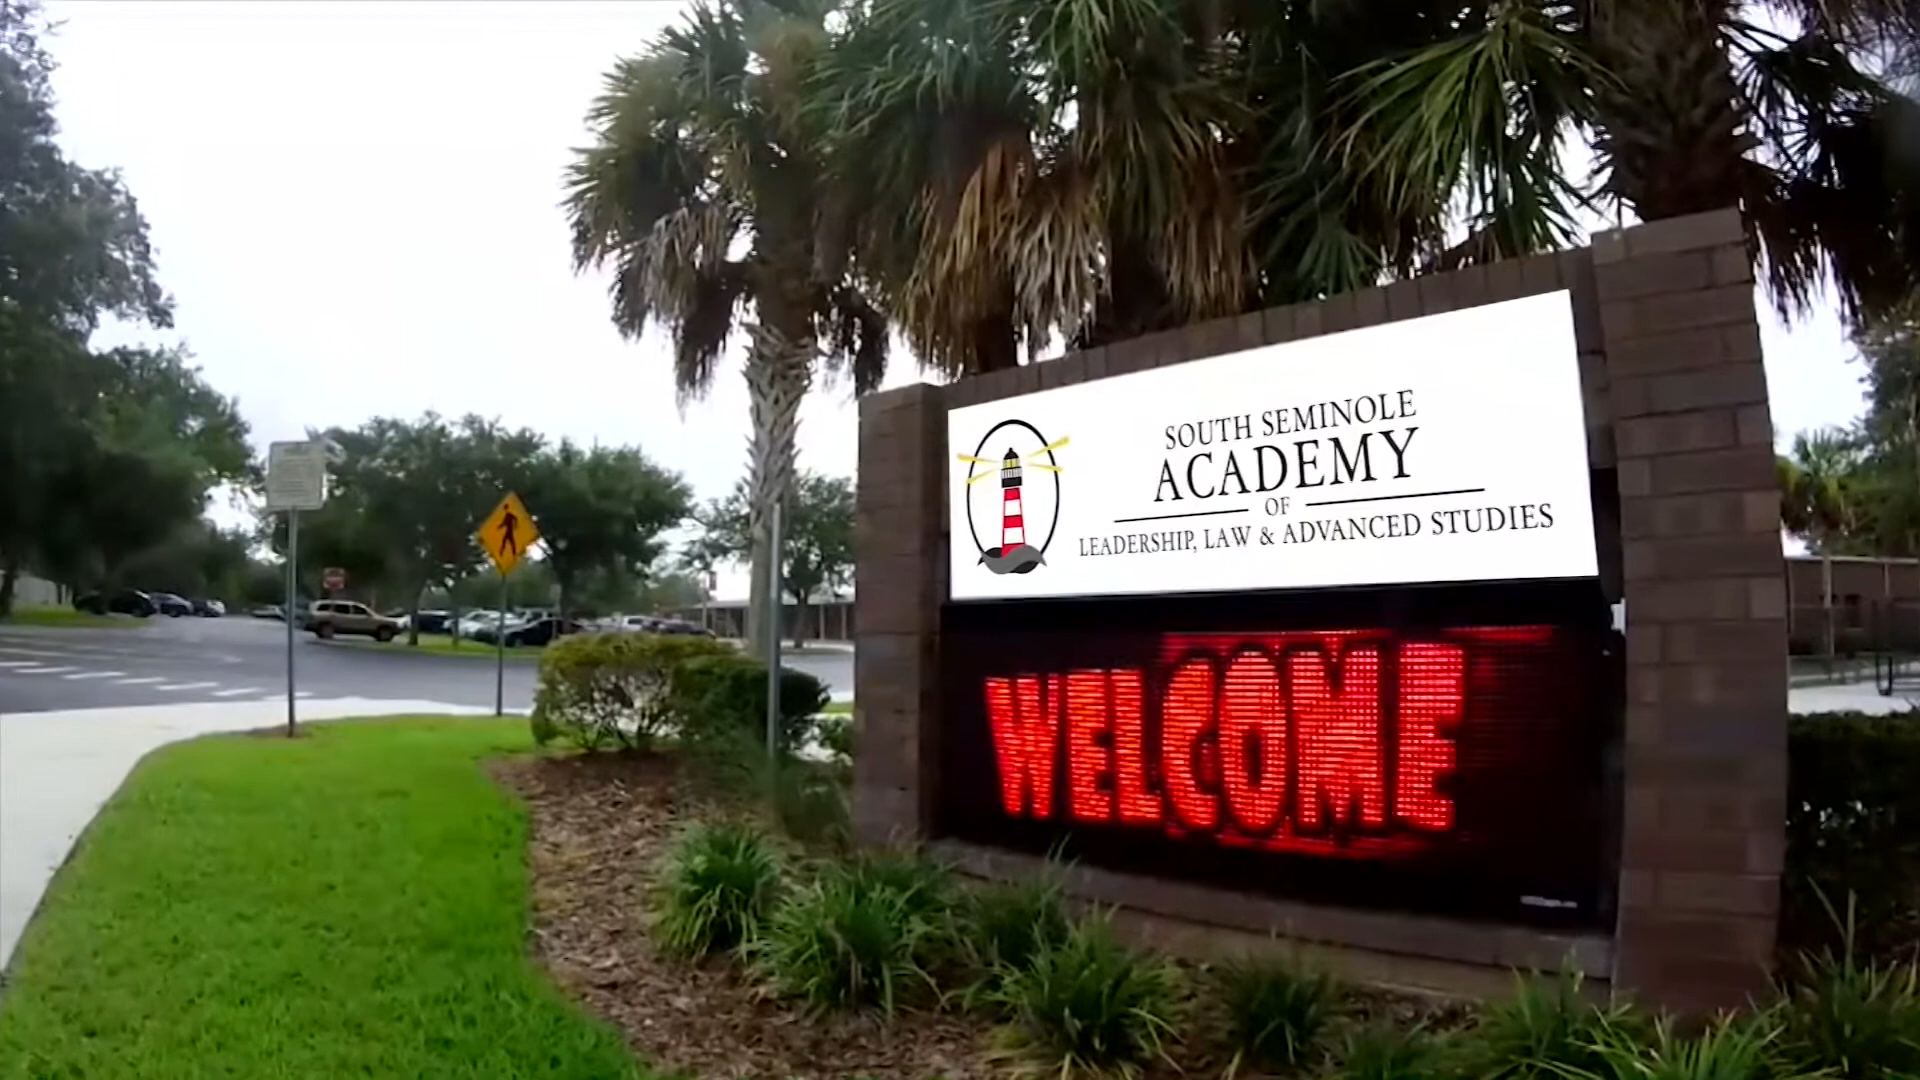 SOUTH SEMINOLE
ACADEMY
OF
LEADERSHIP, LAW & ADVANCED STUDIES
WELCOME